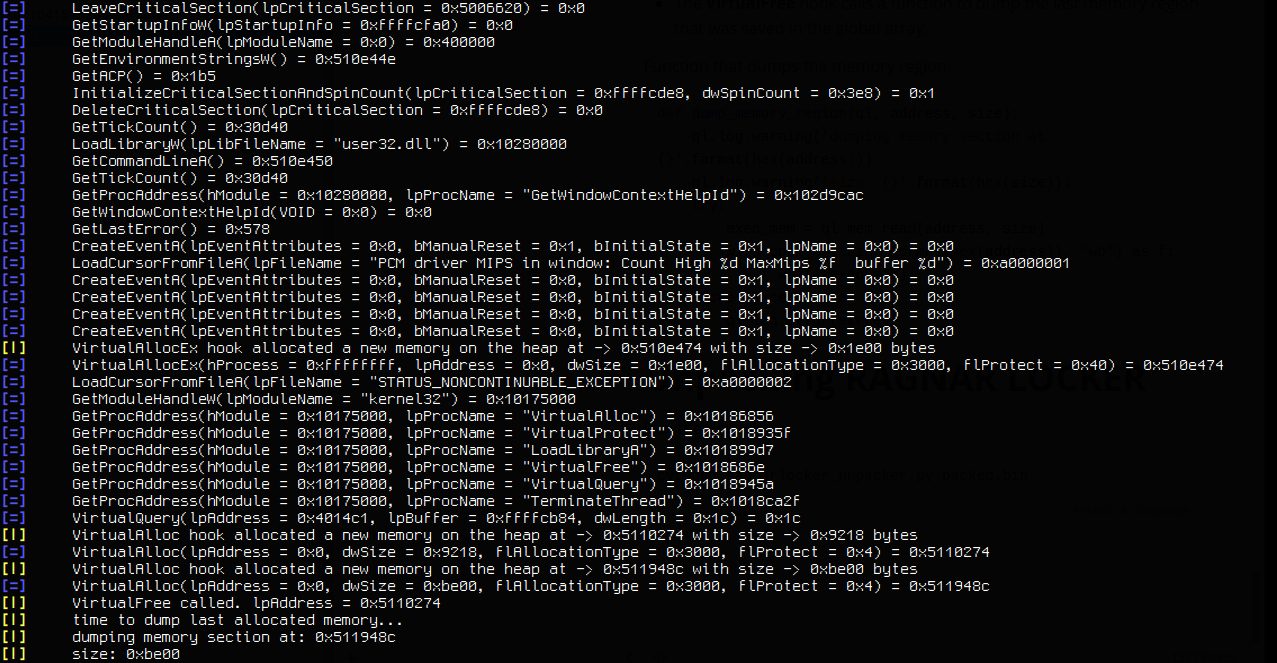 [=] LeaveCriticalSection(lpCriticalSection = 0x5006620) = 0x0
[=] GetStartupInfoW(lpStartupInfo = 0xffffcfa0) = 0x0
[=] GetModuleHandleA(lpModuleName = 0x0) = 0x400000
[=] GetEnvironmentStringsW() = 0x510e44e
[=] GetACP() = 0x1b5
[=] InitializeCriticalSectionAndSpinCount(lpCriticalSection = 0xffffcde8, dwSpinCount = 0x3e8) = 0x1
[=] DeleteCriticalSection(lpCriticalSection = 0xffffcde8) = 0x0
[=] GetTickCount() = 0x30d40
[=] LoadLibraryW(lpLibFileName = "user32.dll") = 0x10280000
[=] GetCommandLineA() = 0x510e450
[=] GetTickCount() = 0x30d40
[=] GetProcAddress(hModule = 0x10280000, lpProcName = "GetWindowContextHelpId") = 0x102d9cac
[=] GetWindowContextHelpId(VOID = 0x0) = 0x0
[=] GetLastError() = 0x578
[=] CreateEventA(lpEventAttributes = 0x0, bManualReset = 0x1, bInitialState = 0x1, lpName = 0x0) = 0x0
[=] LoadCursorFromFileA(lpFileName = "PCM driver MIPS in window: Count High %d MaxMips %f  buffer %d") = 0xa0000001
[=] CreateEventA(lpEventAttributes = 0x0, bManualReset = 0x0, bInitialState = 0x1, lpName = 0x0) = 0x0
[=] CreateEventA(lpEventAttributes = 0x0, bManualReset = 0x0, bInitialState = 0x1, lpName = 0x0) = 0x0
[=] CreateEventA(lpEventAttributes = 0x0, bManualReset = 0x0, bInitialState = 0x1, lpName = 0x0) = 0x0
[=] CreateEventA(lpEventAttributes = 0x0, bManualReset = 0x0, bInitialState = 0x1, lpName = 0x0) = 0x0
[!] VirtualAllocEx hook allocated a new memory on the heap at -> 0x510e474 with size -> 0x1e00 bytes
[=] VirtualAllocEx(hProcess = 0xffffffff, lpAddress = 0x0, dwSize = 0x1e00, flAllocationType = 0x3000, flProtect = 0x40) = 0x510e474
[=] LoadCursorFromFileA(lpFileName = "STATUS_NONCONTINUABLE_EXCEPTION") = 0xa0000002
[=] GetModuleHandleW(lpModuleName = "kernel32") = 0x10175000
[=] GetProcAddress(hModule = 0x10175000, lpProcName = "VirtualAlloc") = 0x10186856
[=] GetProcAddress(hModule = 0x10175000, lpProcName = "VirtualProtect") = 0x1018935f
[=] GetProcAddress(hModule = 0x10175000, lpProcName = "LoadLibraryA") = 0x101899d7
[=] GetProcAddress(hModule = 0x10175000, lpProcName = "VirtualFree") = 0x1018686e
[=] GetProcAddress(hModule = 0x10175000, lpProcName = "VirtualQuery") = 0x1018945a
[=] GetProcAddress(hModule = 0x10175000, lpProcName = "TerminateThread") = 0x1018ca2f
[=] VirtualQuery(lpAddress = 0x4014c1, lpBuffer = 0xffffcb84, dwLength = 0x1c) = 0x1c
[!] VirtualAlloc hook allocated a new memory on the heap at -> 0x5110274 with size -> 0x9218 bytes
[=] VirtualAlloc(lpAddress = 0x0, dwSize = 0x9218, flAllocationType = 0x3000, flProtect = 0x4) = 0x5110274
[!] VirtualAlloc hook allocated a new memory on the heap at -> 0x511948c with size -> 0xbe00 bytes
[=] VirtualAlloc(lpAddress = 0x0, dwSize = 0xbe00, flAllocationType = 0x3000, flProtect = 0x4) = 0x511948c
[!] VirtualFree called. lpAddress = 0x5110274
[!] time to dump last allocated memory...
[!] dumping memory section at: 0x511948c
[!] size: 0xbe00
RAGNAR LOCKER